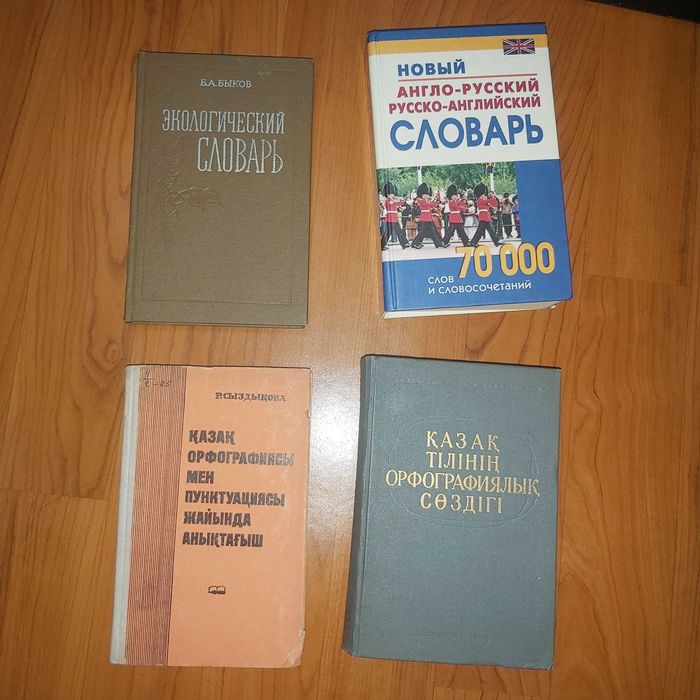 Б.А.БЫКОВ
ЭКОЛОГИЧЕСКИЙ
СЛОВАРЬ
НОВЫЙ
АНГЛО-РУССКИЙ
РУССКО-АНГЛИЙСКИЙ
СЛОВАРЬ
70 000
СЛОВ
И СЛОВОСОЧЕТАНИЙ
Р.СЫЗДЫҚОВА
ҚАЗАҚ
ОРФОГРАФИЯСЫ
МЕН
ПУНКТУАЦИЯСЫ
ЖАЙЫНДА
АНЫҚТАҒЫШ
ҚАЗАҚ
ТІЛІНІҢ
ОРФОГРАФИЯЛЫҚ
СӨЗДІГІ